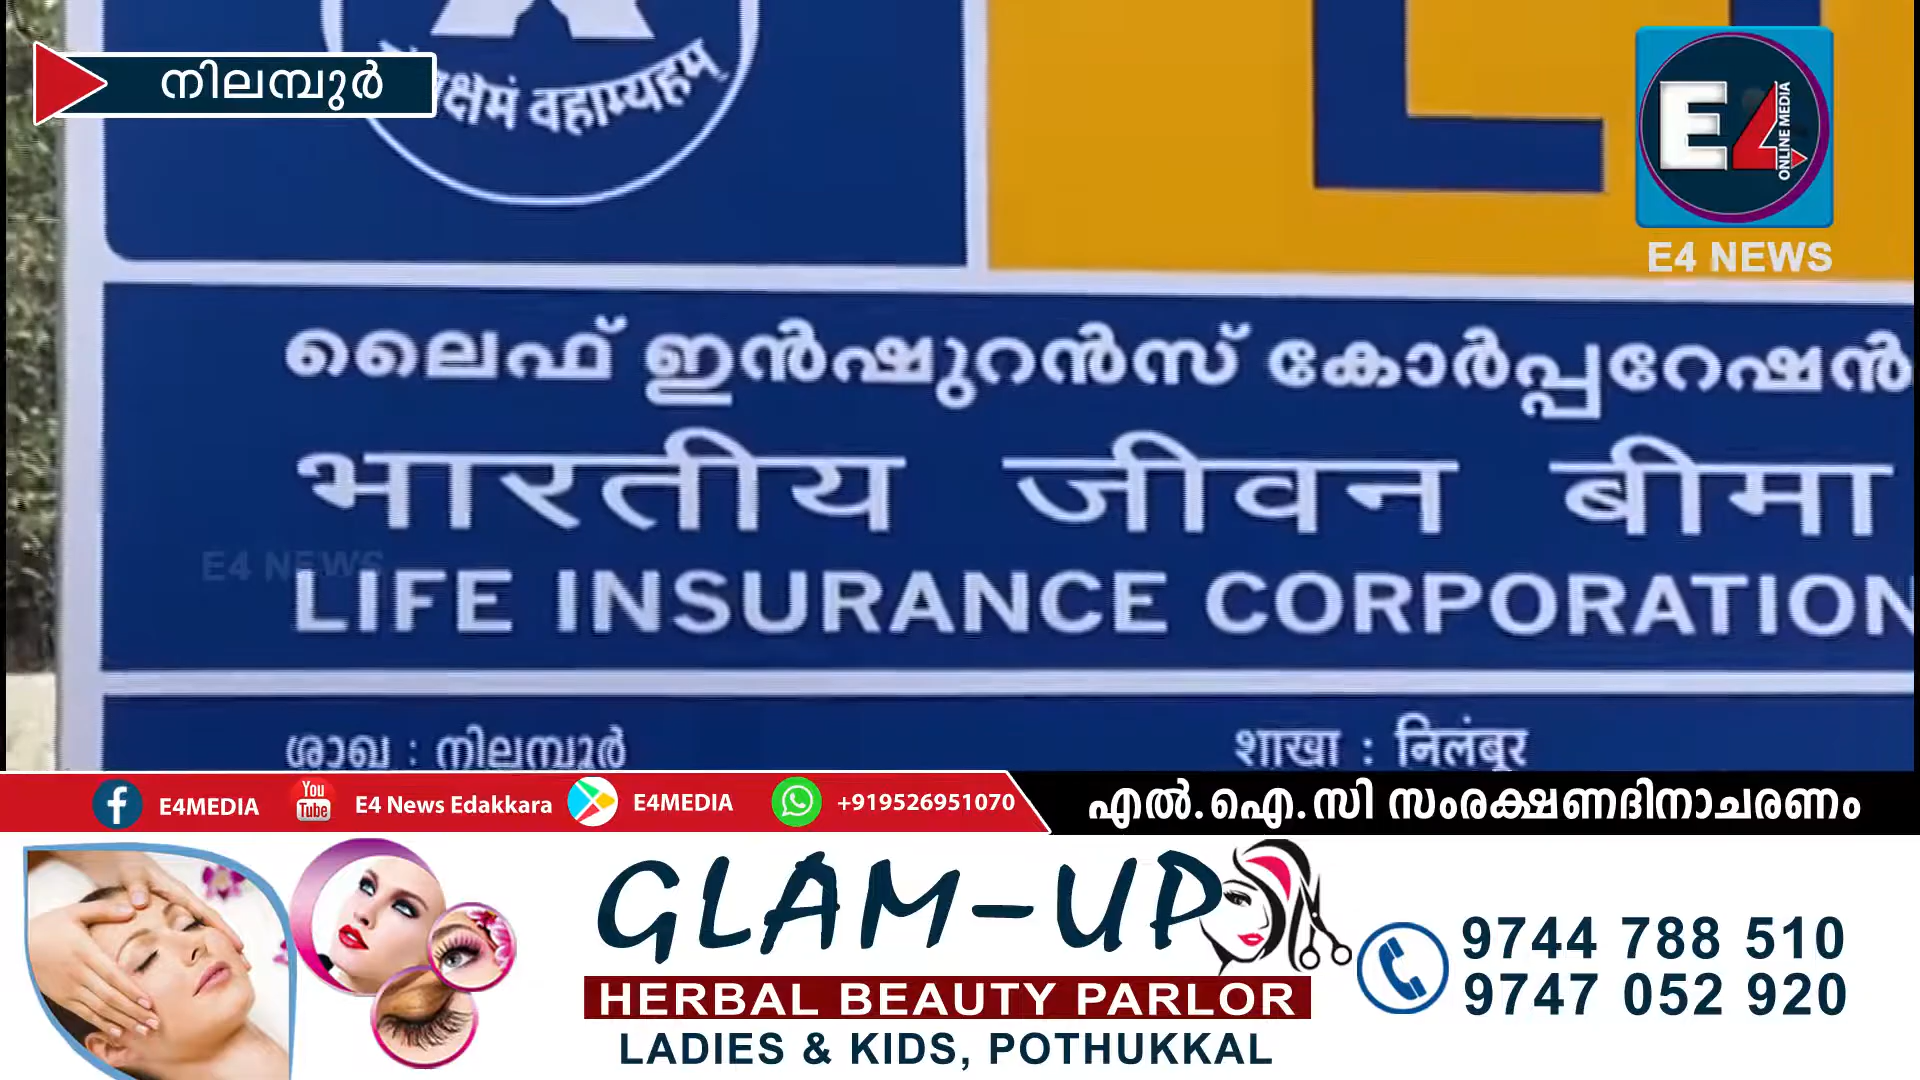 നിലമ്പൂർ
क्षेमं वहाम्यहम्
E4
ONLINE MEDIA
E4 NEWS
ലൈഫ് ഇൻഷുറൻസ് കോർപ്പറേഷൻ
भारतीय जीवन बीमा
E4 NEWS
LIFE INSURANCE CORPORATION
ശാഖ : നിലമ്പൂർ
शाखा : निलंबूर
E4MEDIA
You Tube
E4 News Edakkara
E4MEDIA
+919526951070
എൽ.ഐ.സി സംരക്ഷണദിനാചരണം
GLAM-UP
HERBAL BEAUTY PARLOR
LADIES & KIDS, POTHUKKAL
9744 788 510
9747 052 920